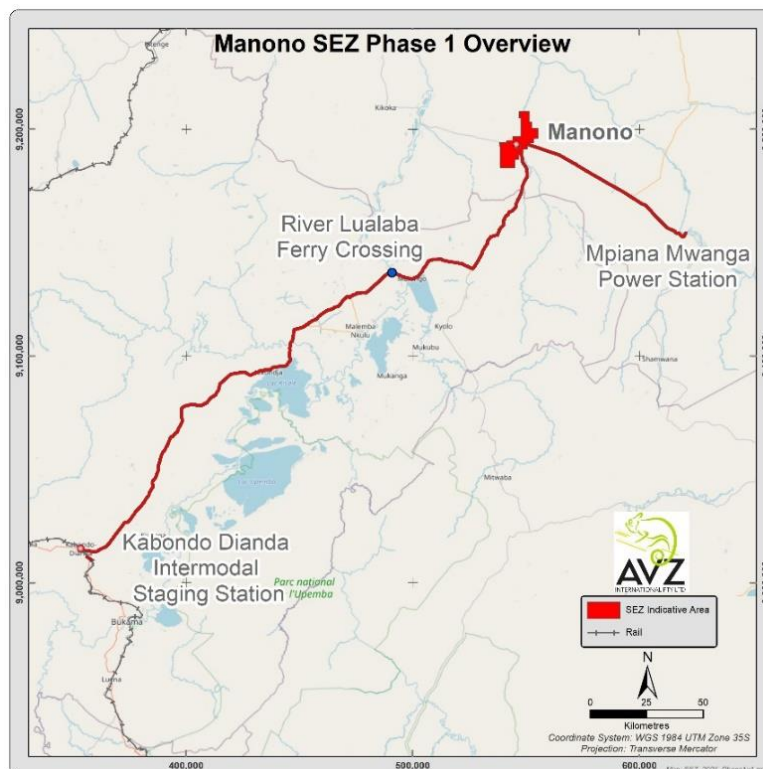 Manono SEZ Phase 1 Overview
Kikoka
9,200,000
Manono
River Lualaba
Ferry Crossing
Mpiana Mwanga
Power Station
Malemba
Nkulu
Kyolo
Mukubu
9,100,000
Mukanga
Shamwana
Mitwaba
Kabondo Dianda
Intermodal
Staging Station
Parc national
l'Upemba
9,000,000
Bukama
AVZ
INTERNATIONAL PTY LTD
SEZ Indicative Area
Rail
N
0 25 50
Kilometres
Coordinate System: WGS 1984 UTM Zone 35S
Projection: Transverse Mercator
400,000 500,000 600,000